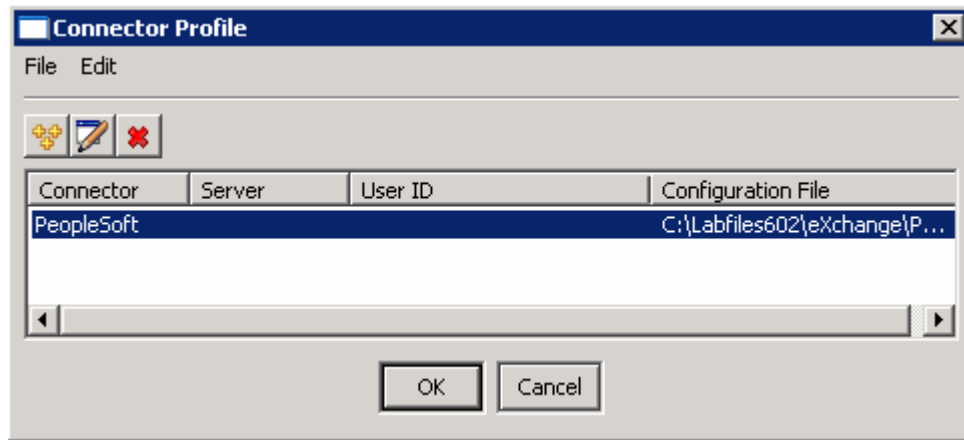 Connector Profile
File Edit
Connector Server User ID Configuration File
PeopleSoft C:\Labfiles602\eXchange\P...
OK Cancel